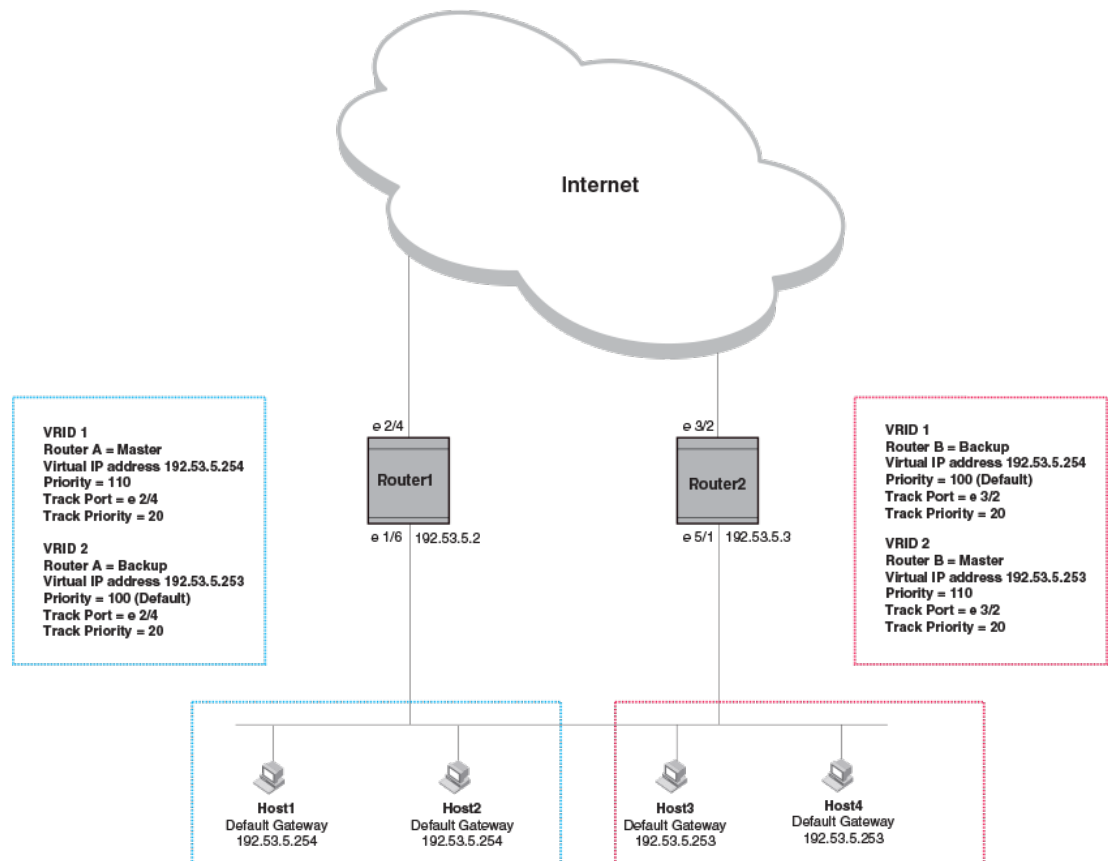 Internet
e 2/4
e 3/2
Router1
Router2
e 1/6 192.53.5.2
e 5/1 192.53.5.3
VRID 1
Router A = Master
Virtual IP address 192.53.5.254
Priority = 110
Track Port = e 2/4
Track Priority = 20
VRID 2
Router A = Backup
Virtual IP address 192.53.5.253
Priority = 100 (Default)
Track Port = e 2/4
Track Priority = 20
VRID 1
Router B = Backup
Virtual IP address 192.53.5.254
Priority = 100 (Default)
Track Port = e 3/2
Track Priority = 20
VRID 2
Router B = Master
Virtual IP address 192.53.5.253
Priority = 110
Track Port = e 3/2
Track Priority = 20
Host1
Default Gateway
192.53.5.254
Host2
Default Gateway
192.53.5.254
Host3
Default Gateway
192.53.5.253
Host4
Default Gateway
192.53.5.253